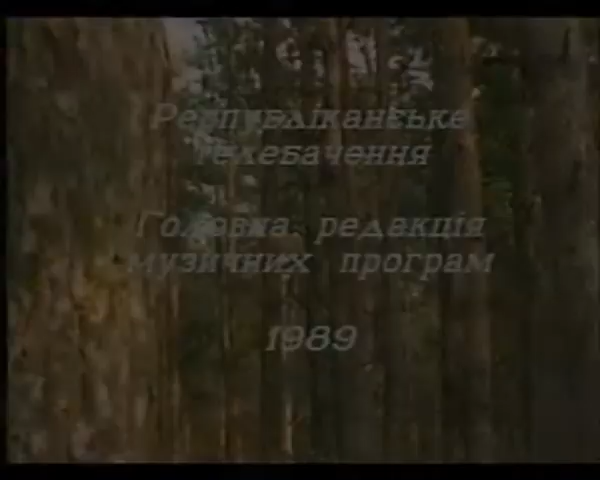 Республіканське
телебачення
Головна редакція
музичних програм
1989